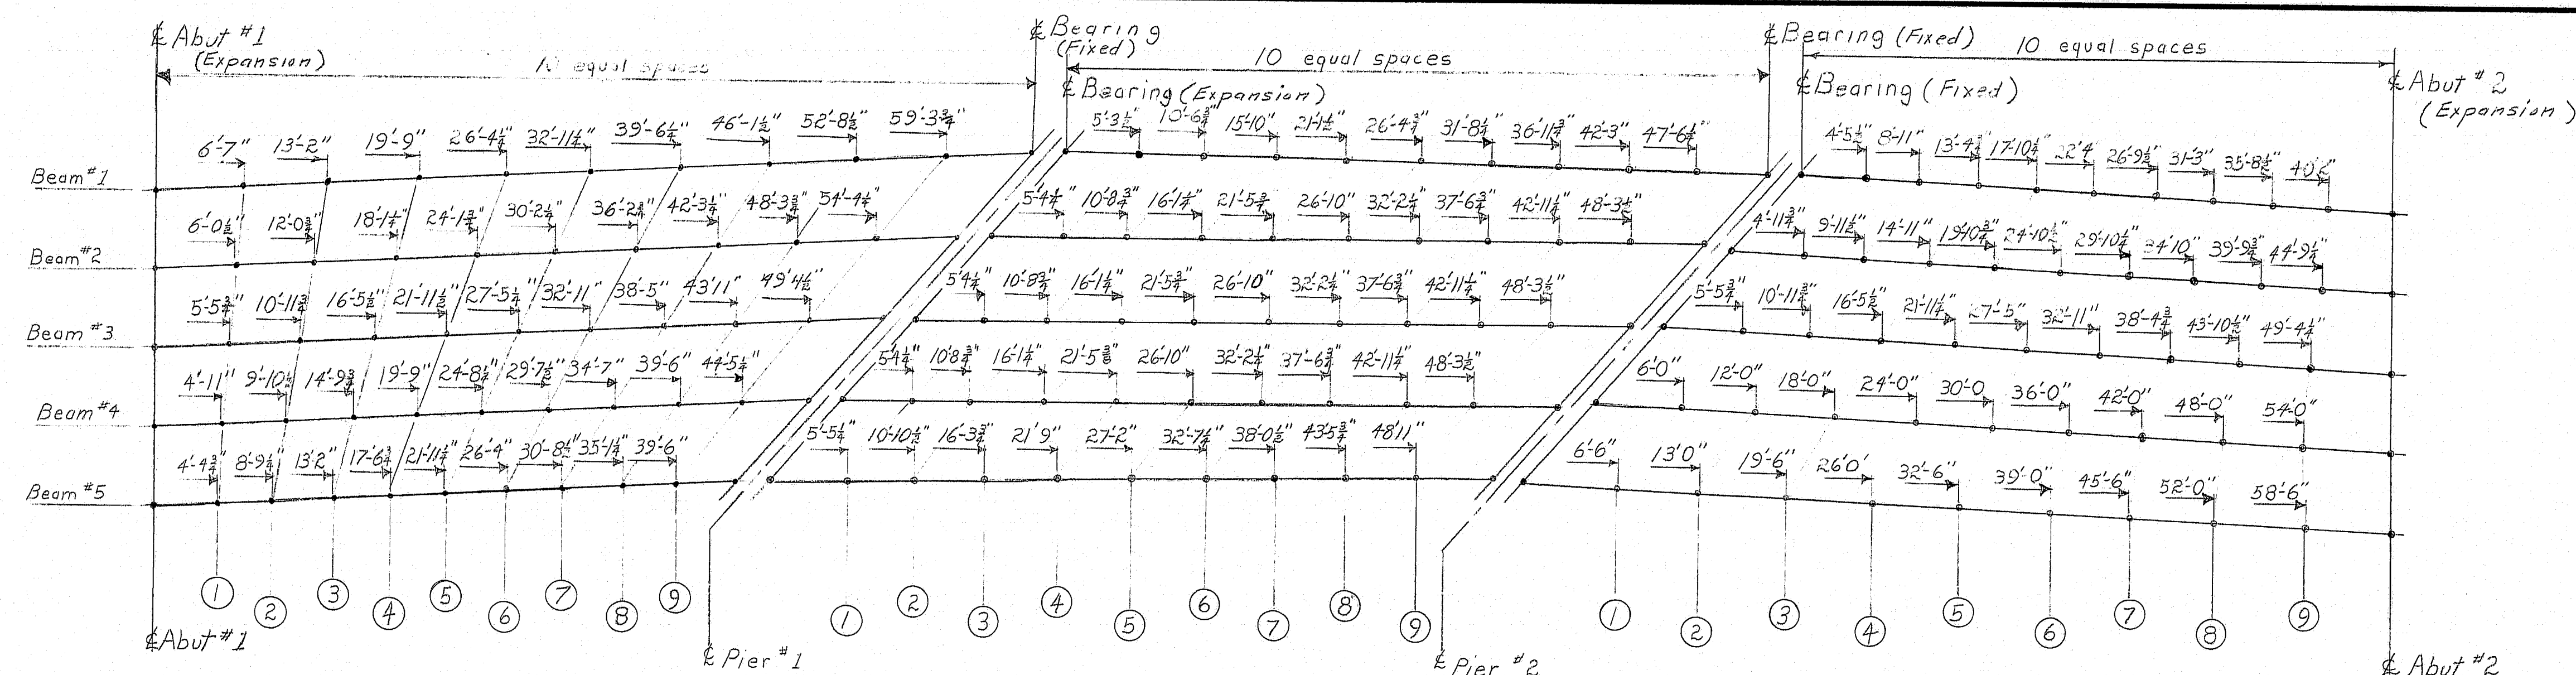 ℄ Abut #1
(Expansion)
10 equal spaces
℄ Bearing
(Fixed)
10 equal spaces
℄ Bearing (Expansion)
℄ Bearing (Fixed)
10 equal spaces
℄ Bearing (Fixed)
℄ Abut #2
(Expansion)
Beam #1
6'-7" 13'-2" 19'-9" 26'-4¼" 32'-11¼" 39'-6¼" 46'-1½" 52'-8½" 59'-3¾"
5'-3½" 10'-6¾" 15'-10" 21'-1½" 26'-4¾" 31'-8¼" 36'-11¾" 42'-3" 47'-6½"
4'-5½" 8'-11" 13'-4¾" 17'-10¼" 22'4" 26'-9½" 31'-3" 35'-8½" 40'2"
Beam #2
6'-0½" 12'-0¾" 18'-1¼" 24'-1¾" 30'-2¼" 36'-2¾" 42'-3¼" 48'-3¾" 54'-4¼"
5'-4¼" 10'-8¾" 16'-1¼" 21'-5¾" 26'-10" 32'-2¼" 37'-6¾" 42'-11¼" 48'-3½"
4'-11¾" 9'-11½" 14'-11" 19'-10¾" 24'-10½" 29'-10¼" 34'10" 39'-9¾" 44'-9½"
Beam #3
5'-5¾" 10'-11¾" 16'-5½" 21'-11½" 27'-5¼" 32'-11" 38'-5" 43'11" 49'4½"
5'4¼" 10'-8¾" 16'-1¼" 21'-5¾" 26'-10" 32'-2¼" 37'-6¾" 42'-11¼" 48'-3½"
5'-5¾" 10'-11¾" 16'-5½" 21'-11¼" 27'-5" 32'-11" 38'-4¾" 43'-10½" 49'-4½"
Beam #4
4'-11" 9'-10½" 14'-9¾" 19'-9" 24'-8¼" 29'-7½" 34'-7" 39'-6" 44'-5½"
5'4¼" 10'8¾" 16'-1¼" 21'-5⅜" 26'-10" 32'-2¼" 37'-6¾" 42'-11¼" 48'-3½"
6'-0" 12'-0" 18'-0" 24'-0" 30'-0 36'-0" 42'-0" 48'-0" 54'-0"
Beam #5
4'-4¾" 8'-9½" 13'-2" 17'-6¾" 21'-11½" 26'-4" 30'-8½" 35'-1¼" 39'-6"
5'-5¼" 10'-10½" 16'-3¾" 21'9" 27'-2" 32'-7¼" 38'-0½" 43'5¾" 48'11"
6'-6" 13'0" 19'-6" 26'0' 32'-6" 39'-0" 45'-6" 52'-0" 58'-6"
1 2 3 4 5 6 7 8 9
1 2 3 4 5 6 7 8 9
1 2 3 4 5 6 7 8 9
℄ Abut #1
℄ Pier #1
℄ Pier #2
℄ Abut #2